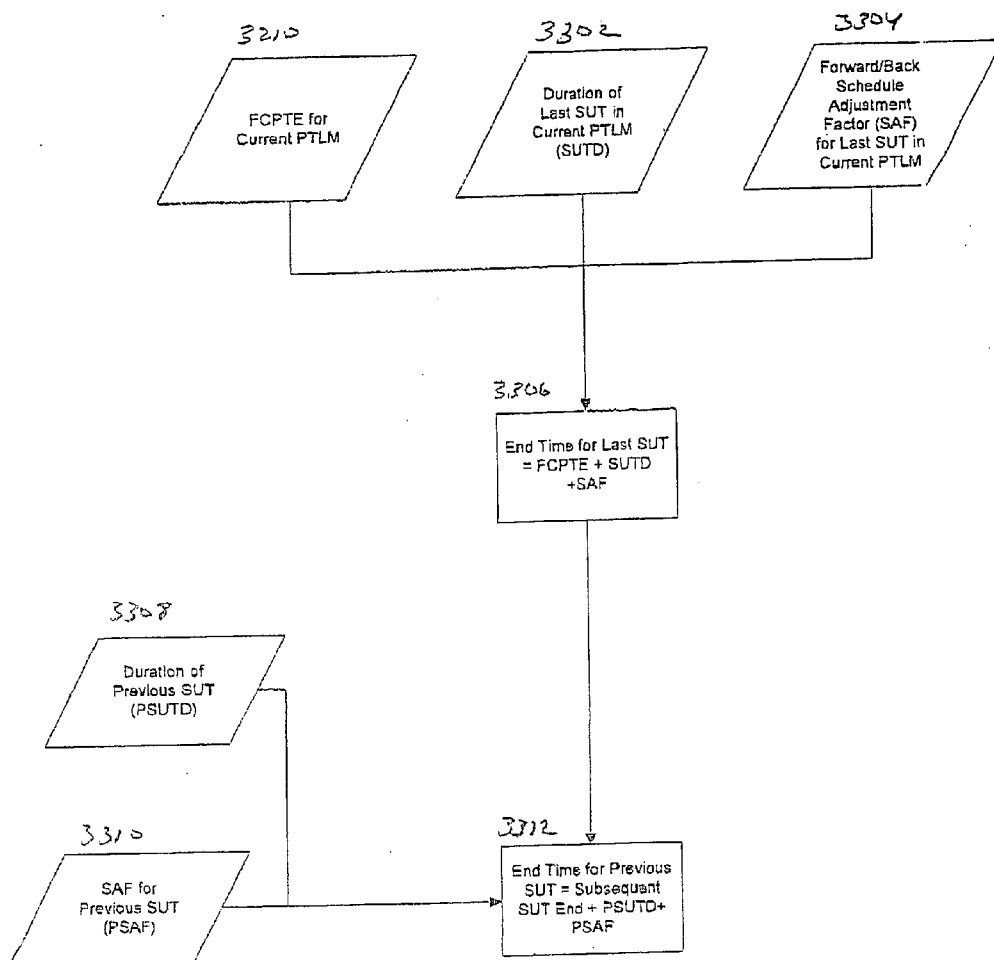 3210
3302
3304
FCPTE for
Current PTLM
Duration of
Last SUT in
Current PTLM
(SUTD)
Forward/Back
Schedule
Adjustment
Factor (SAF)
for Last SUT in
Current PTLM
3306
End Time for Last SUT
= FCPTE + SUTD
+SAF
3308
Duration of
Previous SUT
(PSUTD)
3310
SAF for
Previous SUT
(PSAF)
3312
End Time for Previous
SUT = Subsequent
SUT End + PSUTD+
PSAF